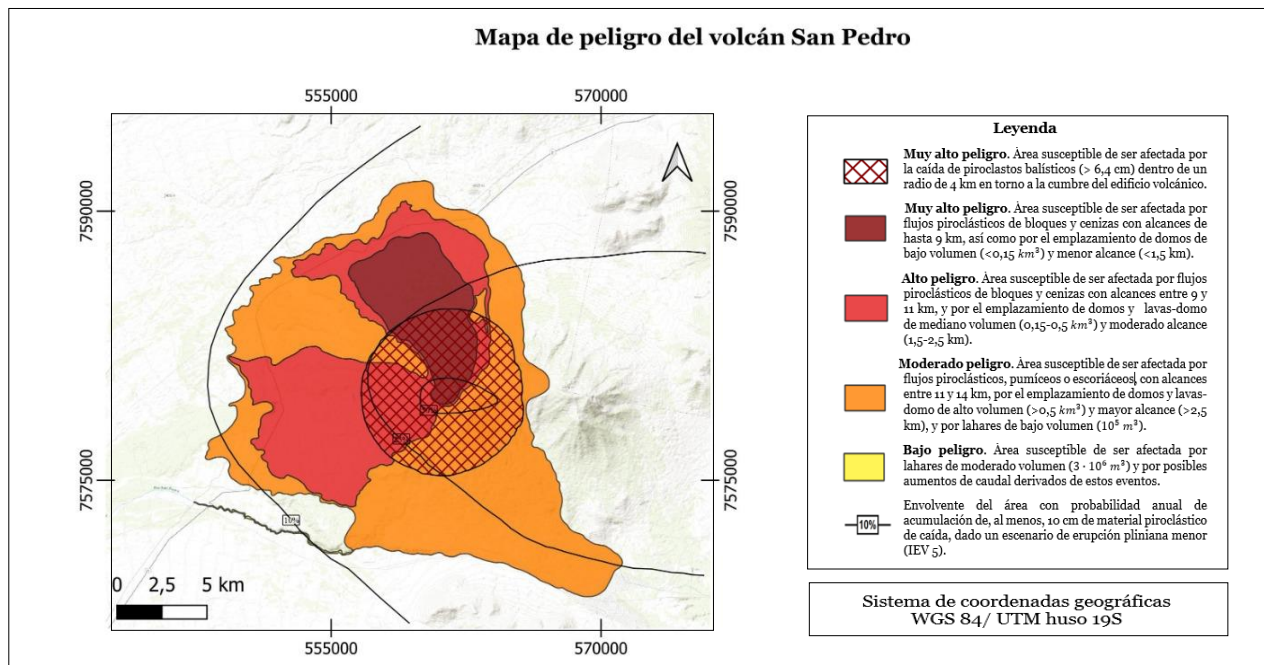 Mapa de peligro del volcán San Pedro
555000
570000
7590000
7590000
7575000
7575000
10%
0 2,5 5 km
555000
570000
Leyenda
Muy alto peligro. Área susceptible de ser afectada por
la caída de piroclastos balísticos (> 6,4 cm) dentro de un
radio de 4 km en torno a la cumbre del edificio volcánico.
Muy alto peligro. Área susceptible de ser afectada por
flujos piroclásticos de bloques y cenizas con alcances de
hasta 9 km, así como por el emplazamiento de domos de
bajo volumen (<0,15 km³) y menor alcance (<1,5 km).
Alto peligro. Área susceptible de ser afectada por flujos
piroclásticos de bloques y cenizas con alcances entre 9 y
11 km, y por el emplazamiento de domos y lavas-domo
de mediano volumen (0,15-0,5 km³) y moderado alcance
(1,5-2,5 km).
Moderado peligro. Área susceptible de ser afectada por
flujos piroclásticos, pumíceos o escoriáceos, con alcances
entre 11 y 14 km, por el emplazamiento de domos y lavas-
domo de alto volumen (>0,5 km³) y mayor alcance (>2,5
km), y por lahares de bajo volumen (10⁵ m³).
Bajo peligro. Área susceptible de ser afectada por
lahares de moderado volumen (3 · 10⁶ m³) y por posibles
aumentos de caudal derivados de estos eventos.
10%
Envolvente del área con probabilidad anual de
acumulación de, al menos, 10 cm de material piroclástico
de caída, dado un escenario de erupción pliniana menor
(IEV 5).
Sistema de coordenadas geográficas
WGS 84/ UTM huso 19S